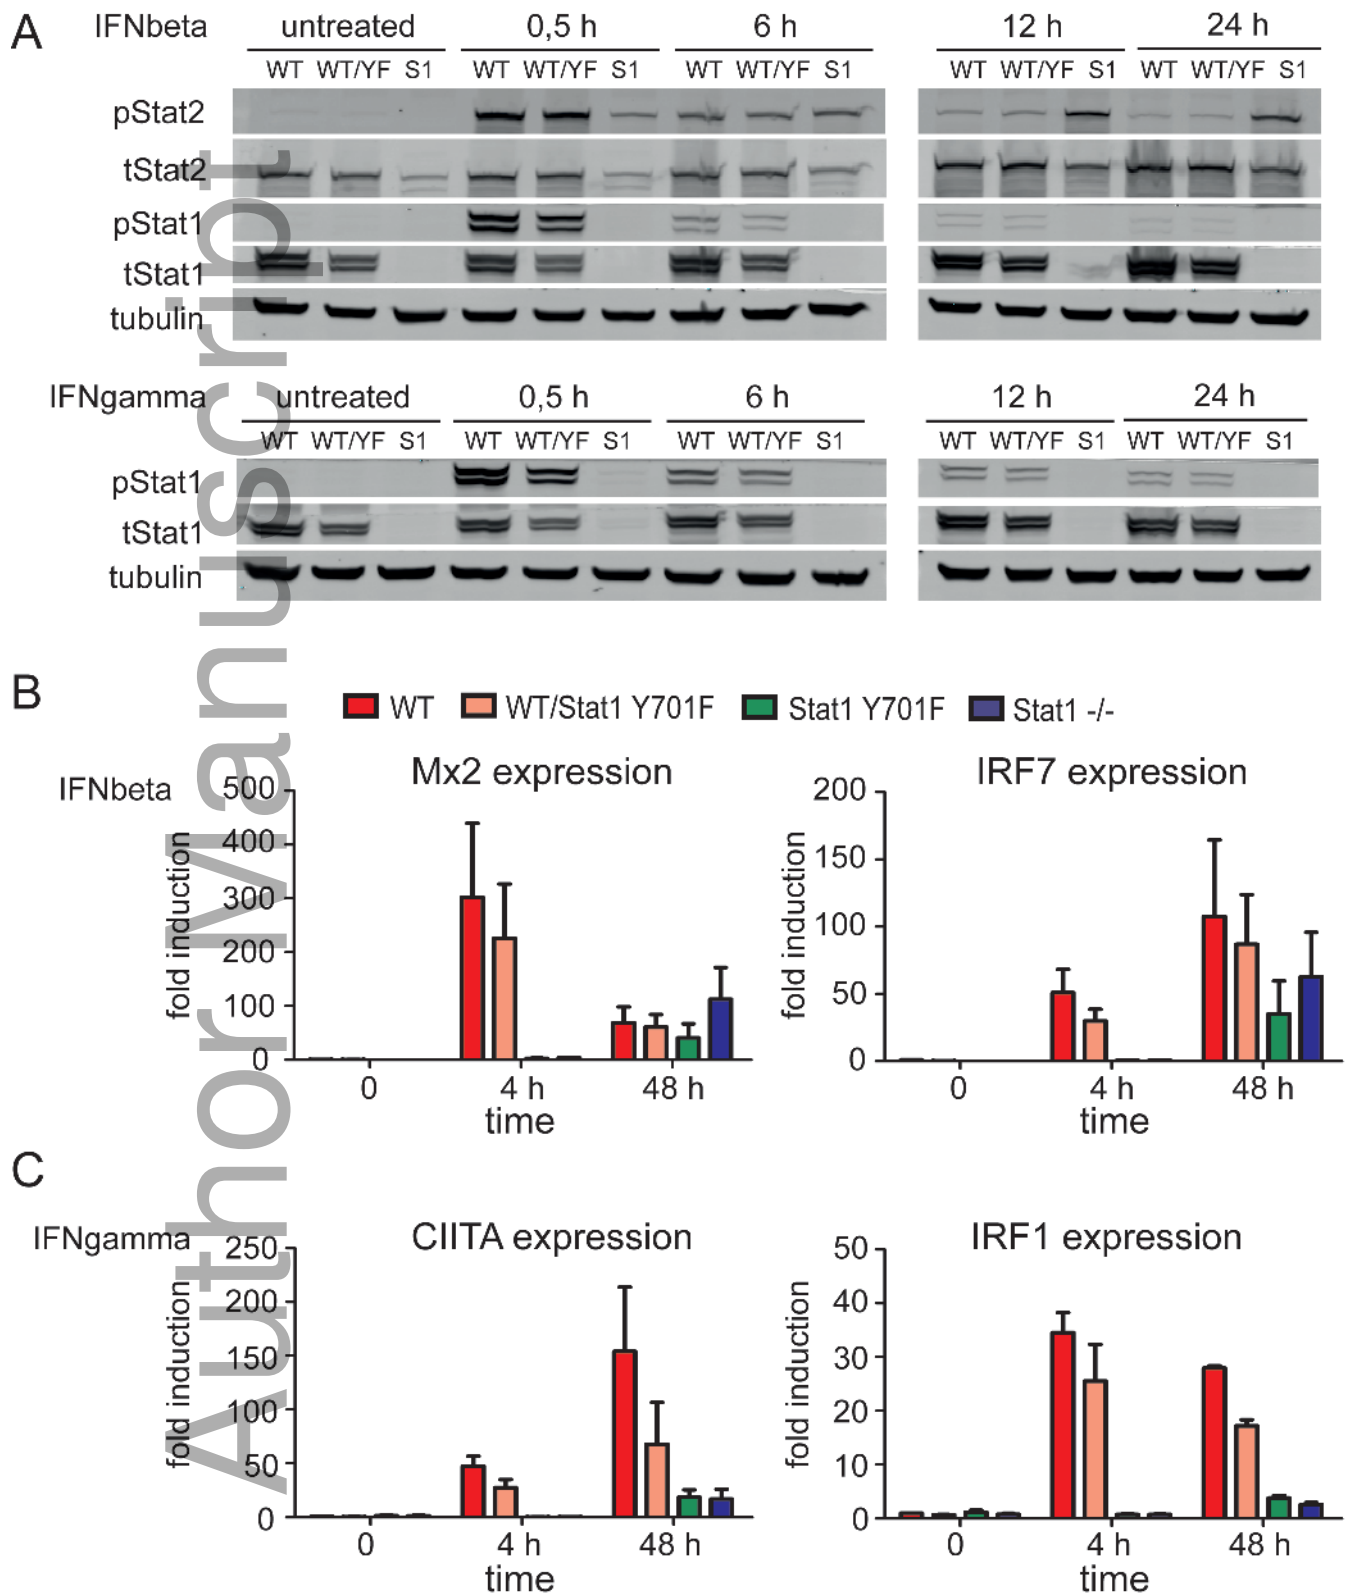 A
IFNbeta untreated 0,5 h 6 h 12 h 24 h
WT WT/YF S1 WT WT/YF S1 WT WT/YF S1 WT WT/YF S1 WT WT/YF S1
pStat2
tStat2
pStat1
tStat1
tubulin
IFNgamma untreated 0,5 h 6 h 12 h 24 h
WT WT/YF S1 WT WT/YF S1 WT WT/YF S1 WT WT/YF S1 WT WT/YF S1
pStat1
tStat1
tubulin
B
WT WT/Stat1 Y701F Stat1 Y701F Stat1 -/-
IFNbeta
Mx2 expression
fold induction
500
400
300
200
100
0
0 4 h 48 h
time
IRF7 expression
fold induction
200
150
100
50
0
0 4 h 48 h
time
C
IFNgamma
CIITA expression
fold induction
250
200
150
100
50
0
0 4 h 48 h
time
IRF1 expression
fold induction
50
40
30
20
10
0
0 4 h 48 h
time
Author Manuscript